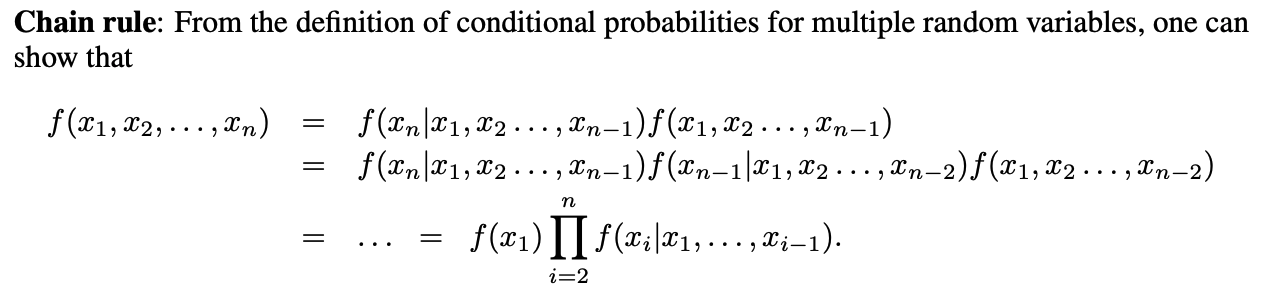 Chain rule: From the definition of conditional probabilities for multiple random variables, one can
show that
f(x₁, x₂, . . . , xₙ) = f(xₙ|x₁, x₂ . . . , xₙ₋₁)f(x₁, x₂ . . . , xₙ₋₁)
= f(xₙ|x₁, x₂ . . . , xₙ₋₁)f(xₙ₋₁|x₁, x₂ . . . , xₙ₋₂)f(x₁, x₂ . . . , xₙ₋₂)
= . . . = f(x₁) ∏ᵢ₌₂ⁿ f(xᵢ|x₁, . . . , xᵢ₋₁).